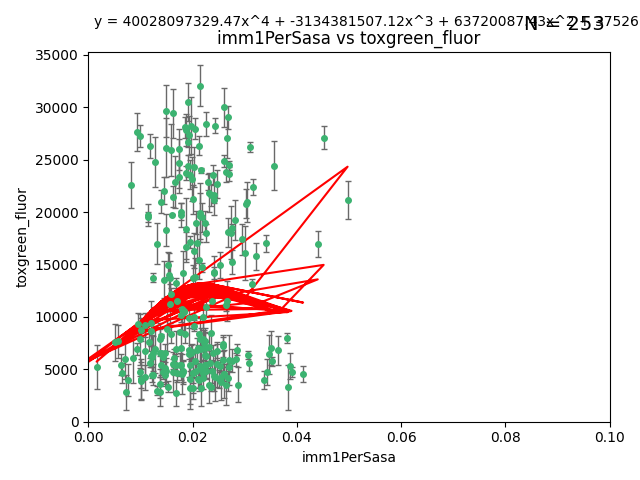 y = 40028097329.47x^4 + -3134381507.12x^3 +
N = 253
imm1PerSasa vs toxgreen_fluor
35000
30000
25000
20000
15000
10000
5000
0
toxgreen_fluor
0.00 0.02 0.04 0.06 0.08 0.10
imm1PerSasa